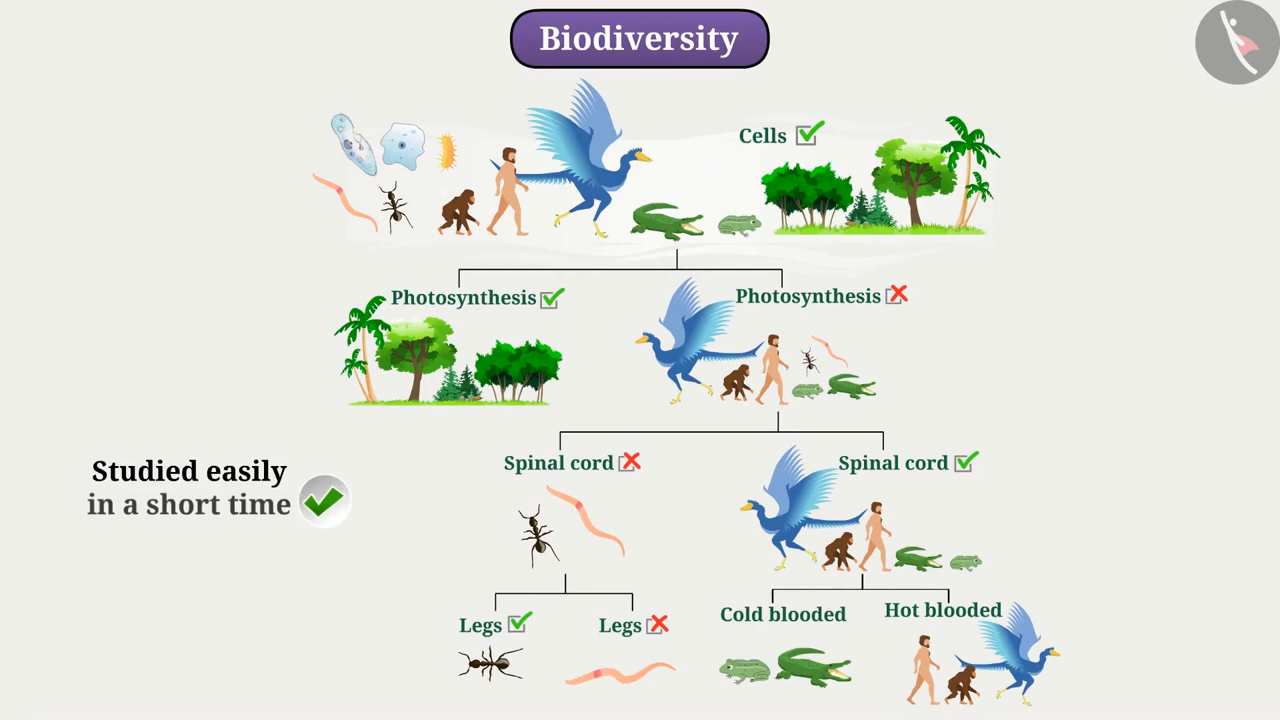 Biodiversity
Cells
Photosynthesis
Photosynthesis
Spinal cord
Spinal cord
Studied easily
in a short time
Legs
Legs
Cold blooded
Hot blooded